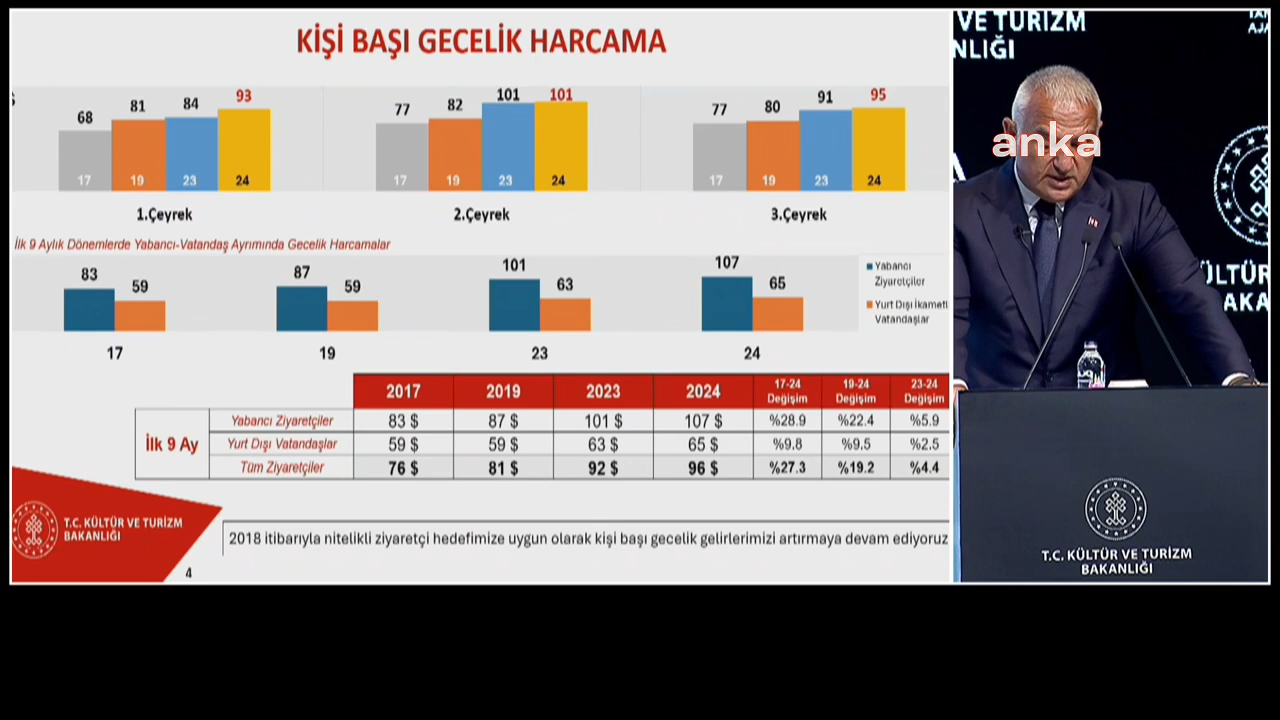 KİŞİ BAŞI GECELİK HARCAMA
68 81 84 93
17 19 23 24
1.Çeyrek
77 82 101 101
17 19 23 24
2.Çeyrek
77 80 91 95
17 19 23 24
3.Çeyrek
İlk 9 Aylık Dönemlerde Yabancı-Vatandaş Ayrımında Gecelik Harcamalar
83 59
17
87 59
19
101 63
23
107 65
24
Yabancı
Ziyaretçiler
Yurt Dışı İkametl
Vatandaşlar
2017 2019 2023 2024 17-24 Değişim 19-24 Değişim 23-24 Değişim
İlk 9 Ay
Yabancı Ziyaretçiler 83 $ 87 $ 101 $ 107 $ %28.9 %22.4 %5.9
Yurt Dışı Vatandaşlar 59 $ 59 $ 63 $ 65 $ %9.8 %9.5 %2.5
Tüm Ziyaretçiler 76 $ 81 $ 92 $ 96 $ %27.3 %19.2 %4.4
T.C. KÜLTÜR VE TURİZM
BAKANLIĞI
4
2018 itibarıyla nitelikli ziyaretçi hedefimize uygun olarak kişi başı gecelik gelirlerimizi artırmaya devam ediyoruz
VE TURİZM
NLIĞI
anka
ÜLTÜR
AKA
T.C. KÜLTÜR VE TURİZM
BAKANLIĞI